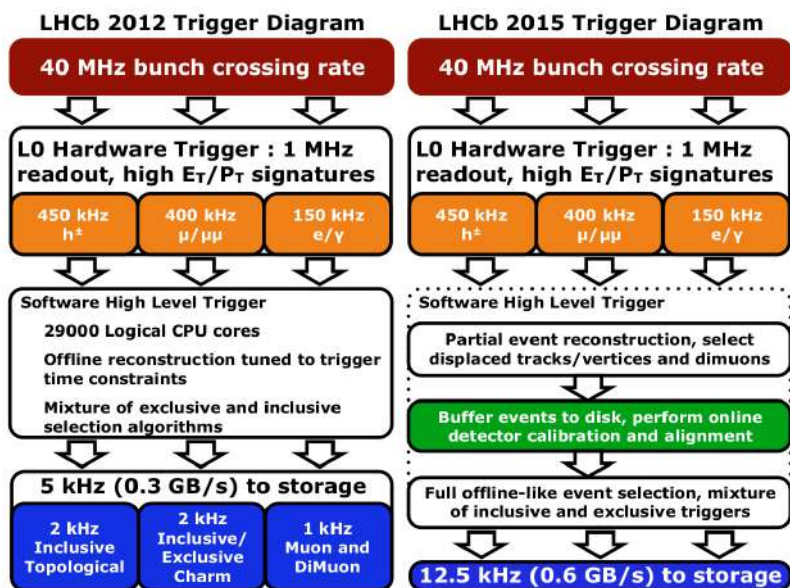 LHCb 2012 Trigger Diagram
40 MHz bunch crossing rate
L0 Hardware Trigger : 1 MHz
readout, high ET/PT signatures
450 kHz
h±
400 kHz
μ/μμ
150 kHz
e/γ
Software High Level Trigger
29000 Logical CPU cores
Offline reconstruction tuned to trigger
time constraints
Mixture of exclusive and inclusive
selection algorithms
5 kHz (0.3 GB/s) to storage
2 kHz
Inclusive
Topological
2 kHz
Inclusive/
Exclusive
Charm
1 kHz
Muon and
DiMuon
LHCb 2015 Trigger Diagram
40 MHz bunch crossing rate
L0 Hardware Trigger : 1 MHz
readout, high ET/PT signatures
450 kHz
h±
400 kHz
μ/μμ
150 kHz
e/γ
Software High Level Trigger
Partial event reconstruction, select
displaced tracks/vertices and dimuons
Buffer events to disk, perform online
detector calibration and alignment
Full offline-like event selection, mixture
of inclusive and exclusive triggers
12.5 kHz (0.6 GB/s) to storage